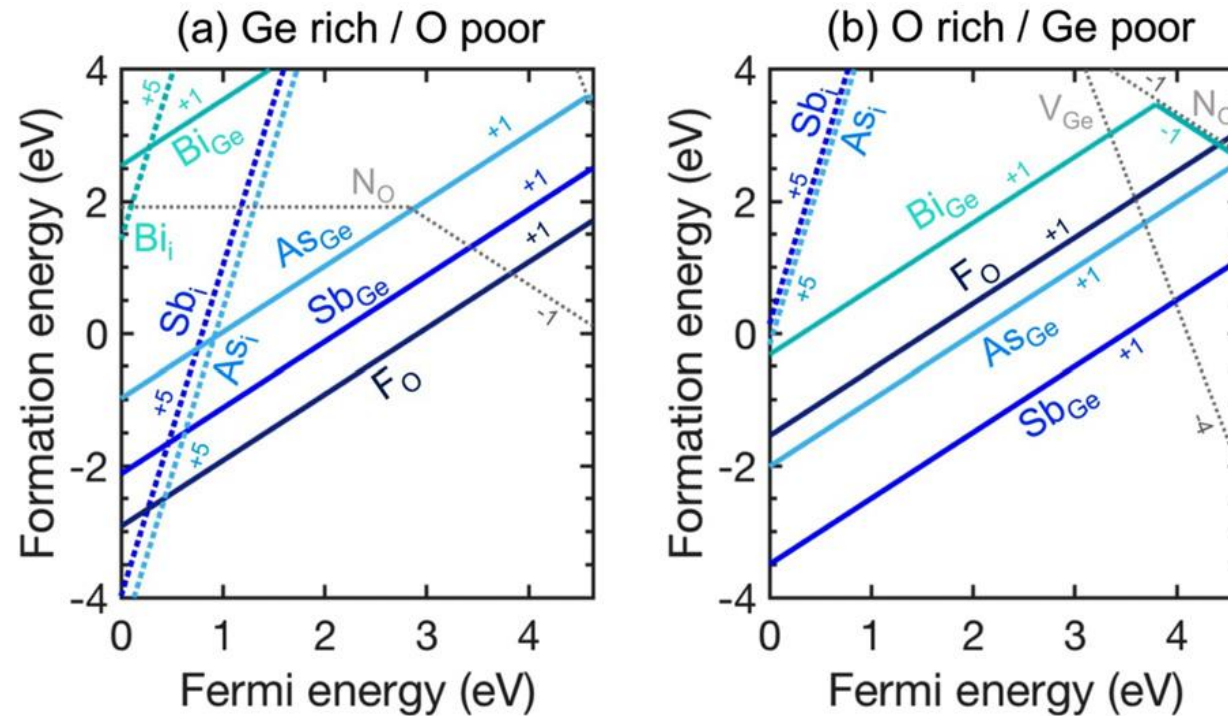 (a) Ge rich / O poor
Formation energy (eV)
4
2
0
-2
-4
0 1 2 3 4
Fermi energy (eV)
+5
+1
Bi_Ge
Bi_i
N_O
+1
As_Ge
+1
Sb_Ge
+1
Sb_i
As_i
F_O
-1
+5
+5
(b) O rich / Ge poor
Formation energy (eV)
4
2
0
-2
-4
0 1 2 3 4
Fermi energy (eV)
Sb_i
As_i
+5
+5
V_Ge
-1
N_O
-1
Bi_Ge
+1
F_O
+1
As_Ge
+1
Sb_Ge
+1
-4